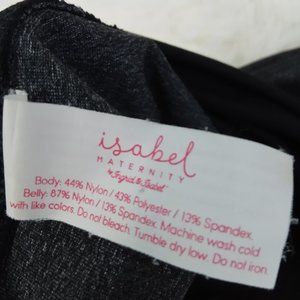 isabel
MATERNITY
by Ingrid & Isabel
®
Body: 44% Nylon / 43% Polyester / 13% Spandex
Belly: 87% Nylon / 13% Spandex. Machine wash cold
with like colors. Do not bleach. Tumble dry low. Do not iron.